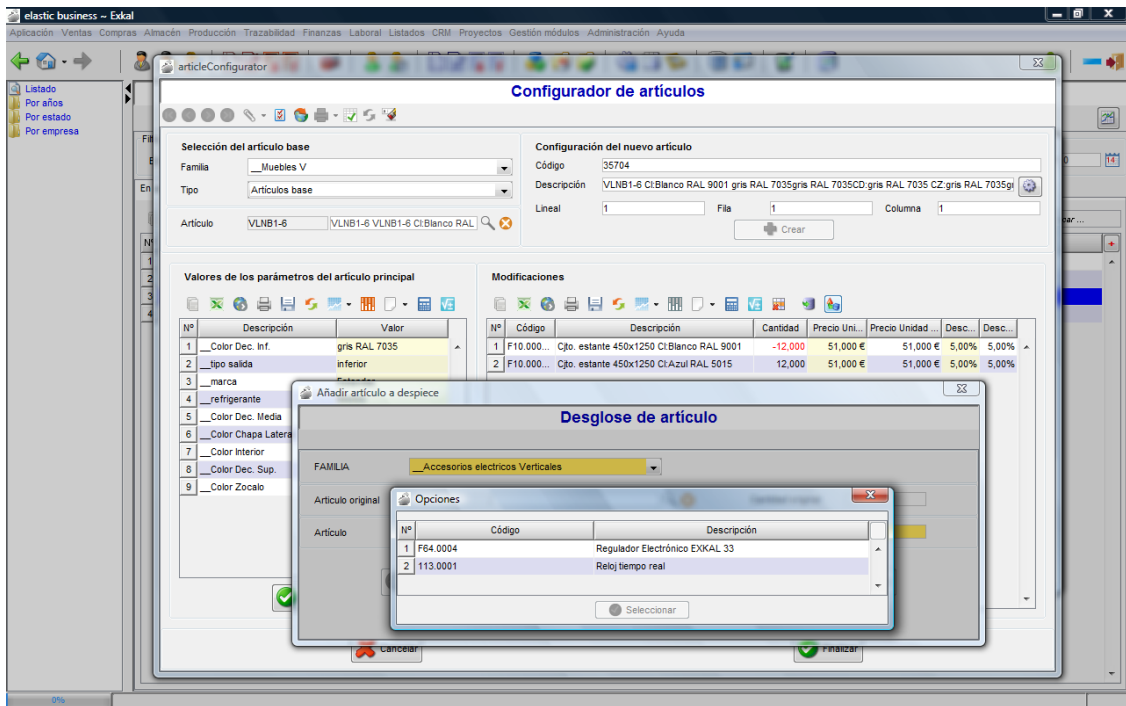 elastic business ~ Exkal
Aplicación Ventas Compras Almacén Producción Trazabilidad Finanzas Laboral Listados CRM Proyectos Gestión módulos Administración Ayuda
Listado
Por años
Por estado
Por empresa
articleConfigurator
Configurador de artículos
Selección del artículo base
Familia __Muebles V
Tipo Artículos base
Artículo VLNB1-6 VLNB1-6 VLNB1-6 CI:Blanco RAL
Configuración del nuevo artículo
Código 35704
Descripción VLNB1-6 CI:Blanco RAL 9001 gris RAL 7035gris RAL 7035CD:gris RAL 7035 CZ:gris RAL 7035gi
Lineal 1 Fila 1 Columna 1
Crear
Valores de los parámetros del artículo principal
Nº Descripción Valor
1 __Color Dec. Inf. gris RAL 7035
2 __tipo salida inferior
3 __marca
4 __refrigerante
5 __Color Dec. Media
6 __Color Chapa Latera
7 __Color Interior
8 __Color Dec. Sup.
9 __Color Zocalo
Modificaciones
Nº Código Descripción Cantidad Precio Uni... Precio Unidad ... Desc... Desc...
1 F10.000... Cjto. estante 450x1250 CI:Blanco RAL 9001 -12,000 51,000 € 51,000 € 5,00% 5,00%
2 F10.000... Cjto. estante 450x1250 CI:Azul RAL 5015 12,000 51,000 € 51,000 € 5,00% 5,00%
Añadir artículo a despiece
Desglose de artículo
FAMILIA __Accesorios electricos Verticales
Articulo original
Artículo
Opciones
Nº Código Descripción
1 F64.0004 Regulador Electrónico EXKAL 33
2 113.0001 Reloj tiempo real
Seleccionar
Cancelar
Finalizar
0%